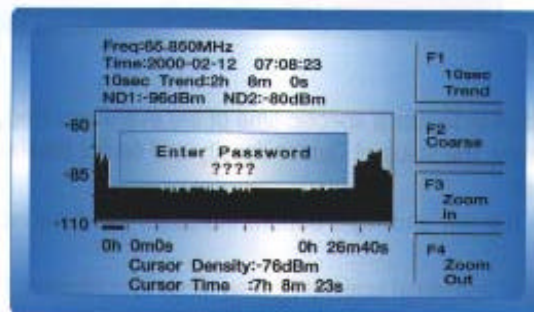 Freq:65-850MHz
Time:2000-02-12 07:08:23
10sec Trend:2h 8m 0s
ND1:-96dBm ND2:-80dBm
-60
Enter Password
????
-85
-110
0h 0m0s 0h 26m40s
Cursor Density:-76dBm
Cursor Time :7h 8m 23s
F1
10sec
Trend
F2
Coarse
F3
Zoom
In
F4
Zoom
Out